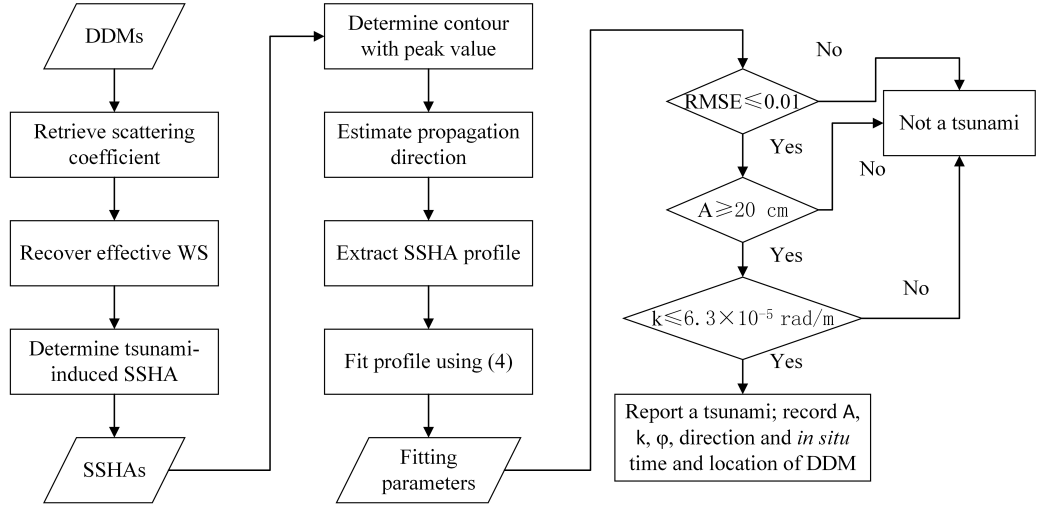 DDMs
Retrieve scattering
coefficient
Recover effective WS
Determine tsunami-
induced SSHA
SSHAs
Determine contour
with peak value
Estimate propagation
direction
Extract SSHA profile
Fit profile using (4)
Fitting
parameters
No
RMSE≤0.01
Not a tsunami
Yes
No
A≥20 cm
Yes
No
k≤6.3×10⁻⁵ rad/m
Yes
Report a tsunami; record A,
k, φ, direction and in situ
time and location of DDM